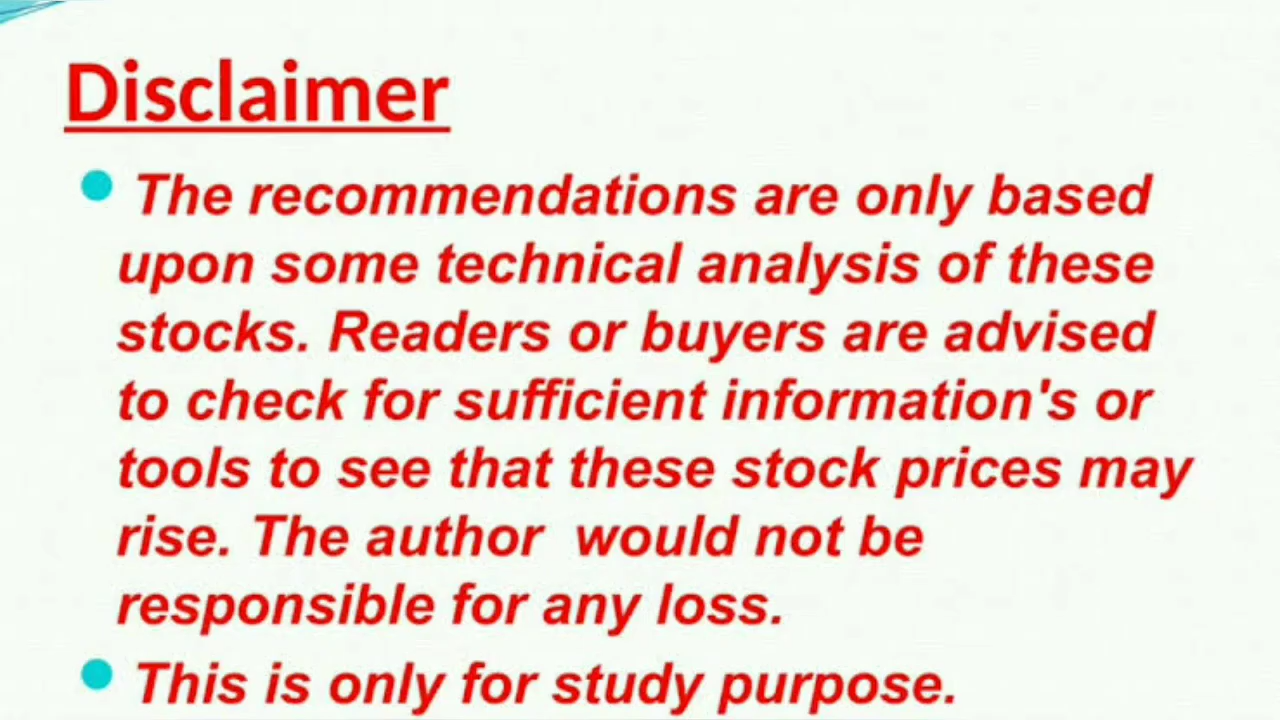 Disclaimer
The recommendations are only based
upon some technical analysis of these
stocks. Readers or buyers are advised
to check for sufficient information's or
tools to see that these stock prices may
rise. The author would not be
responsible for any loss.
This is only for study purpose.